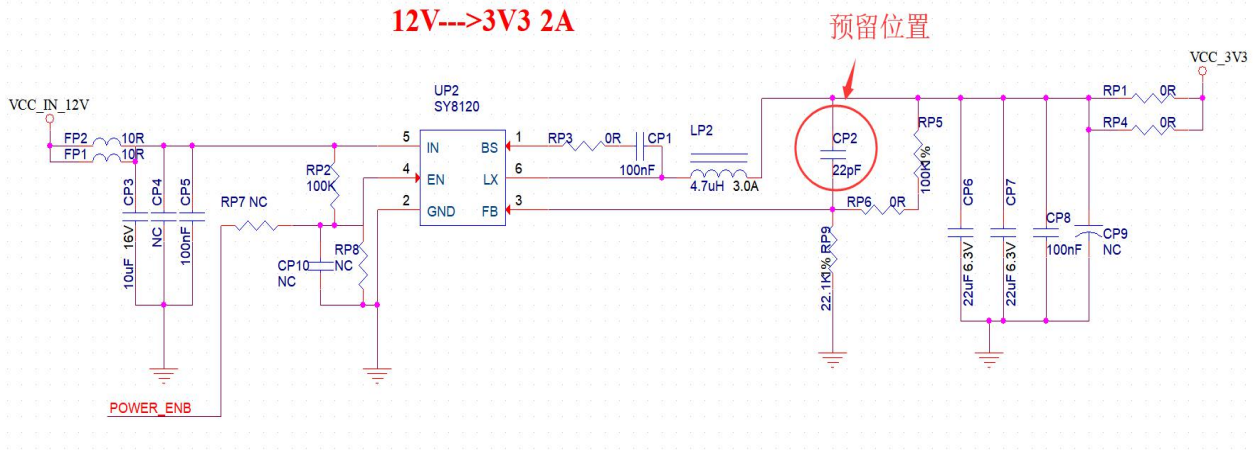 12V--->3V3 2A
预留位置
VCC_3V3
VCC_IN_12V
UP2
SY8120
FP2 10R
FP1 10R
RP1 0R
RP4 0R
5 IN
BS 1
4 EN
LX 6
2 GND
FB 3
RP3 0R
CP1
100nF
LP2
4.7uH 3.0A
CP2
22pF
RP5
100K1%
RP6 0R
RP9
22.1K1%
RP2
100K
RP7 NC
RP8
NC
CP10
NC
CP3
10uF 16V
CP4
NC
CP5
100nF
CP6
22uF 6.3V
CP7
22uF 6.3V
CP8
100nF
CP9
NC
POWER_ENB